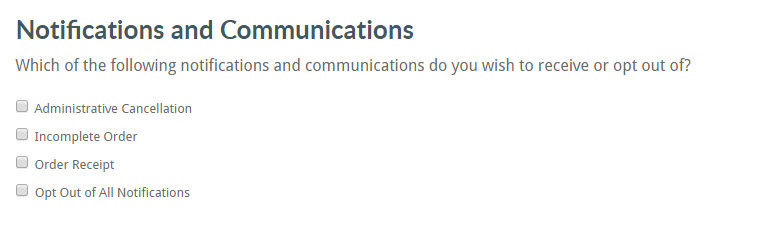 Notifications and Communications
Which of the following notifications and communications do you wish to receive or opt out of?
Administrative Cancellation
Incomplete Order
Order Receipt
Opt Out of All Notifications